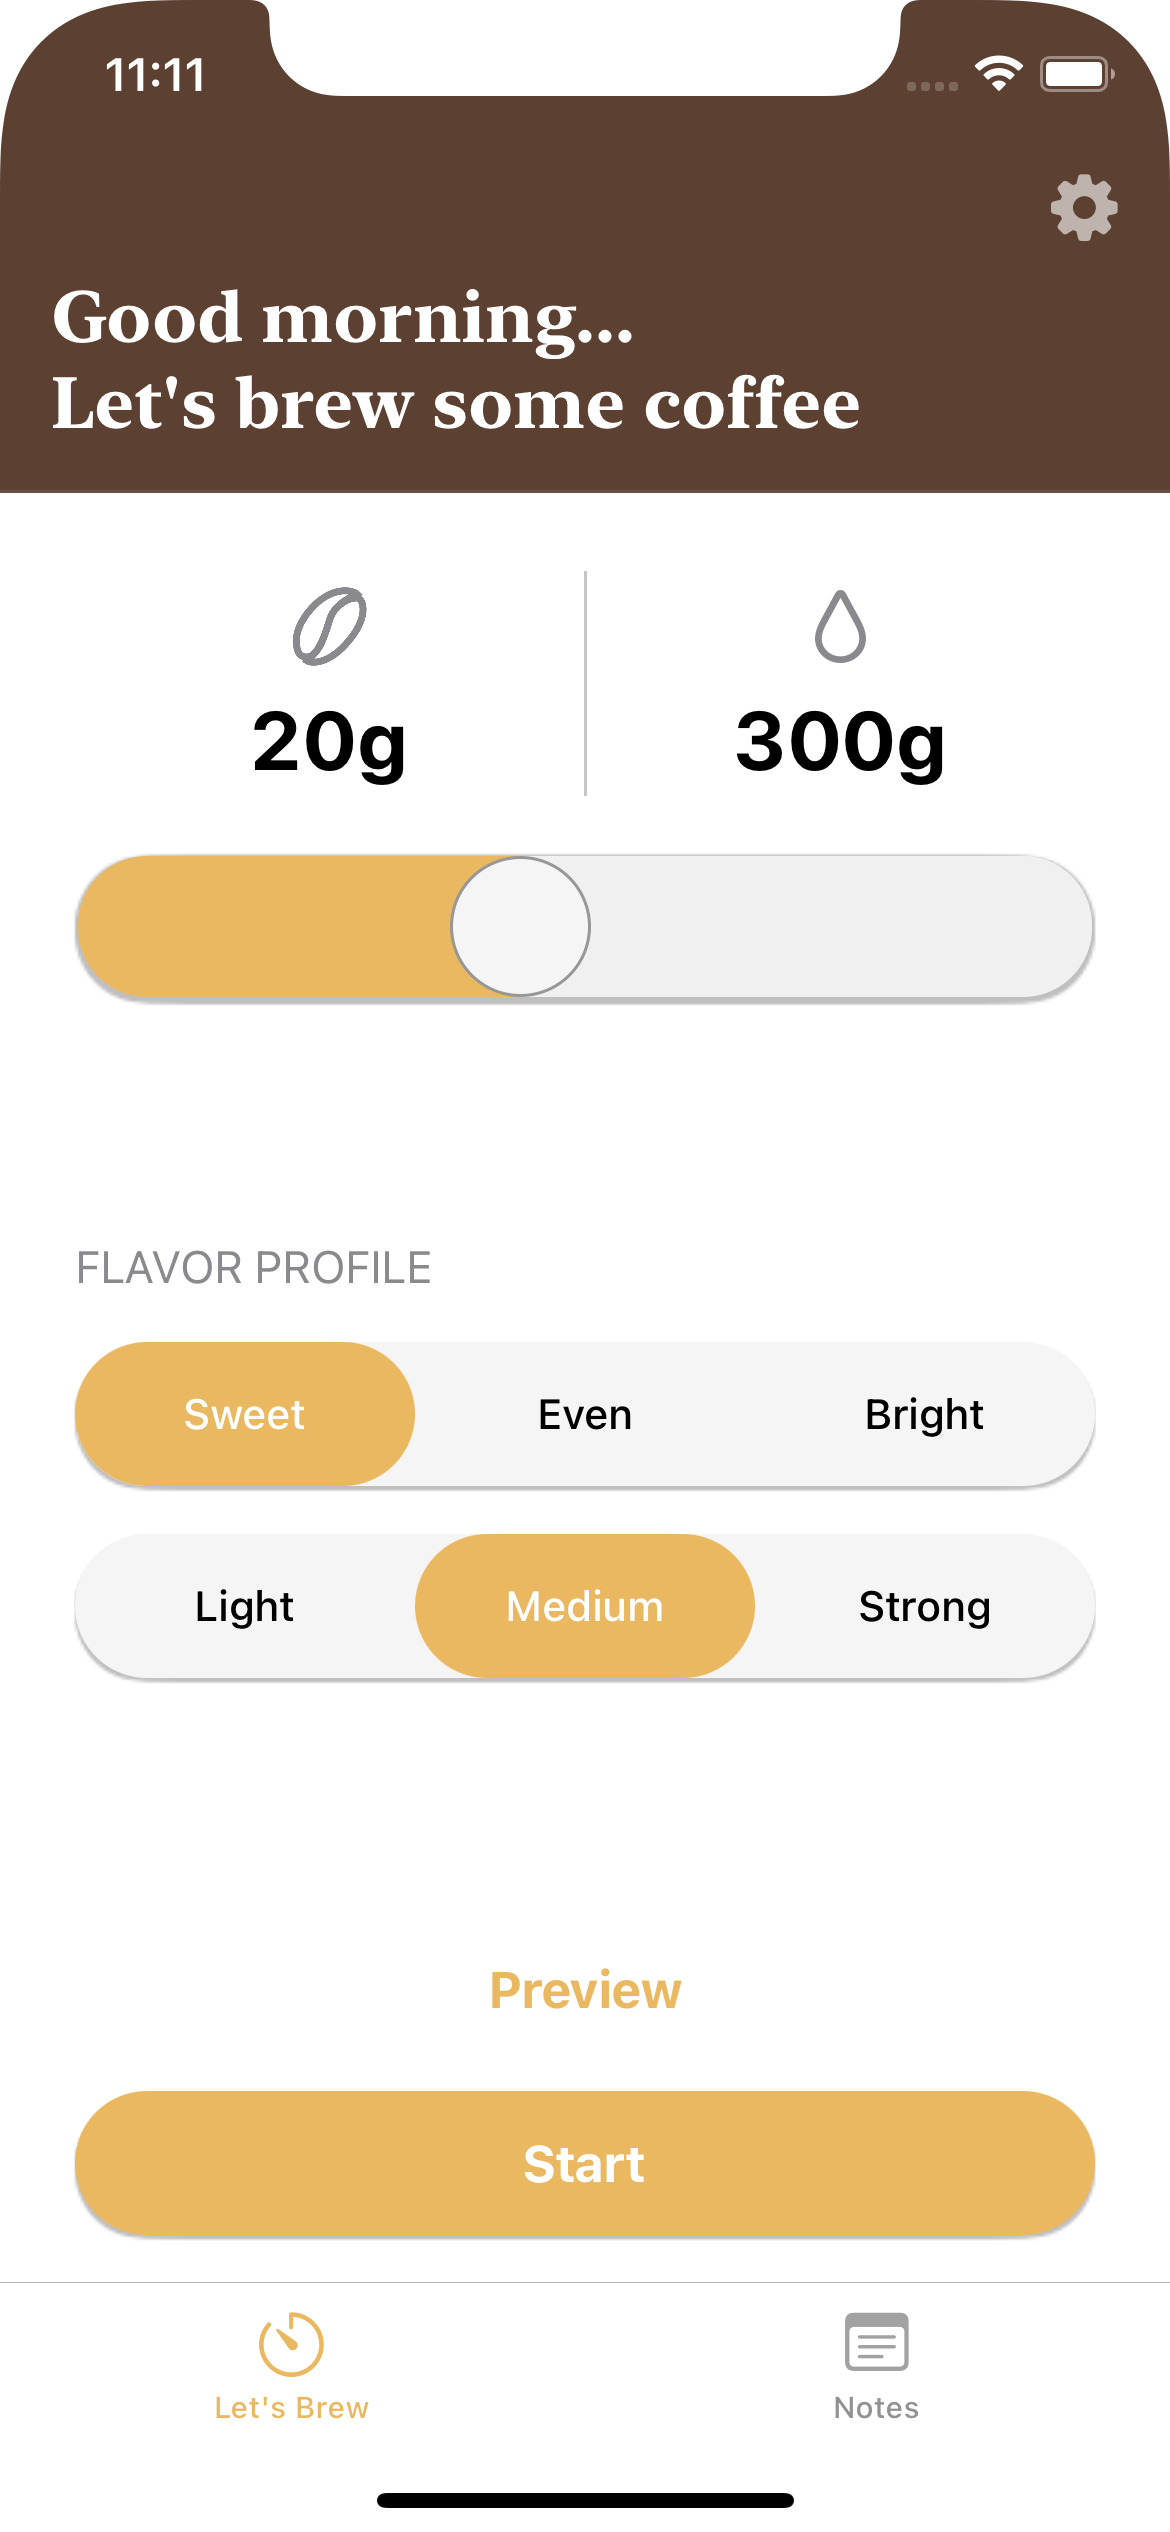 11:11
Good morning...
Let's brew some coffee
20g
300g
FLAVOR PROFILE
Sweet Even Bright
Light Medium Strong
Preview
Start
Let's Brew Notes